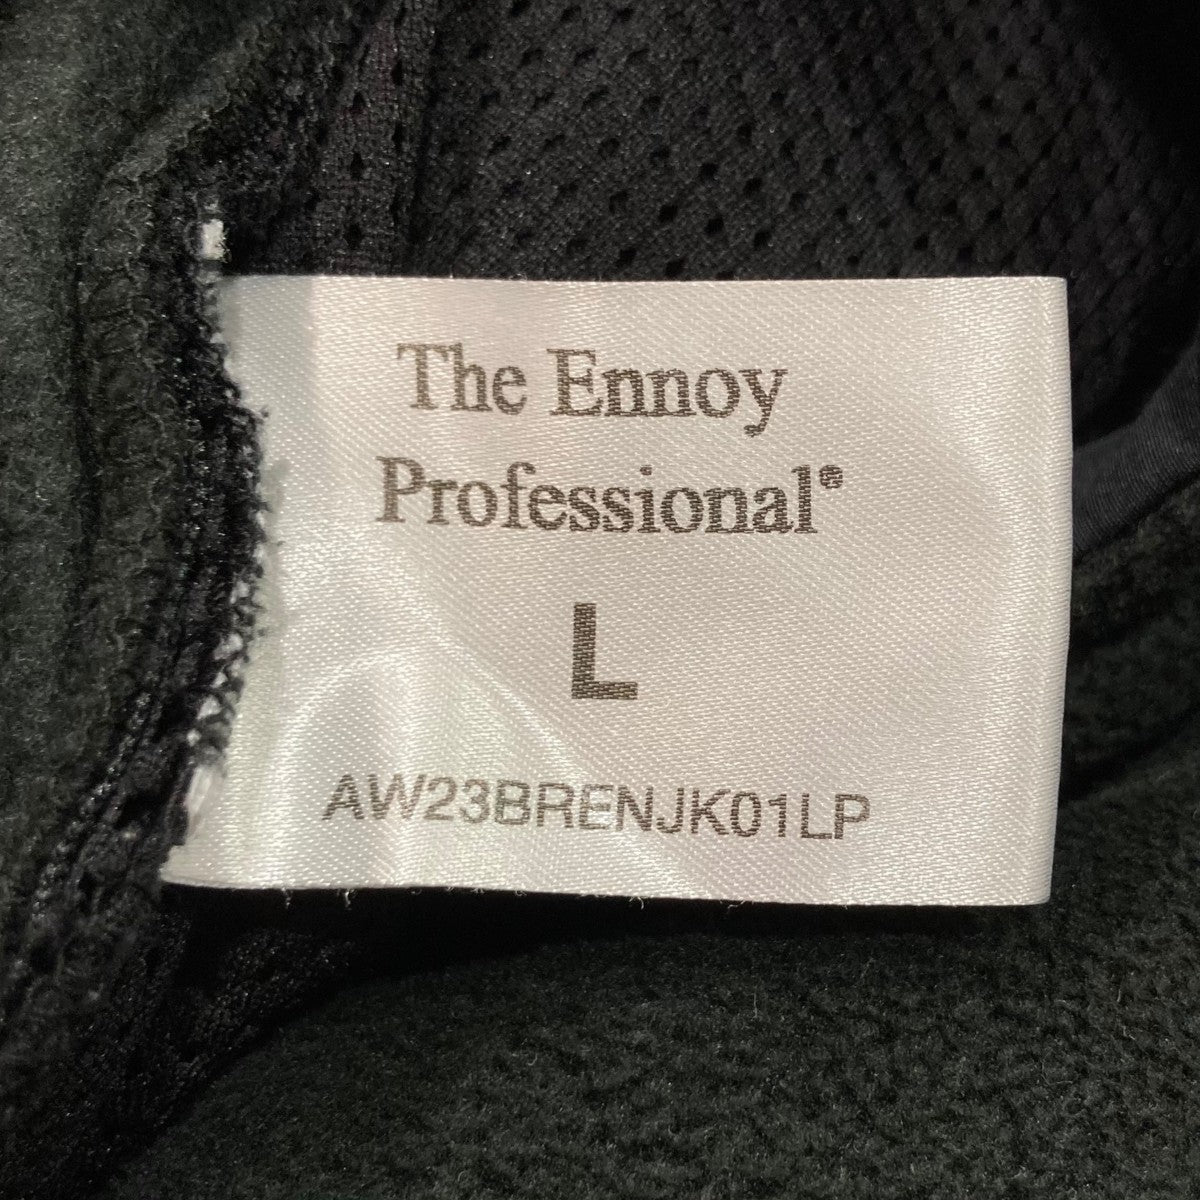 The Ennoy
Professional®
L
AW23BRENJK01LP